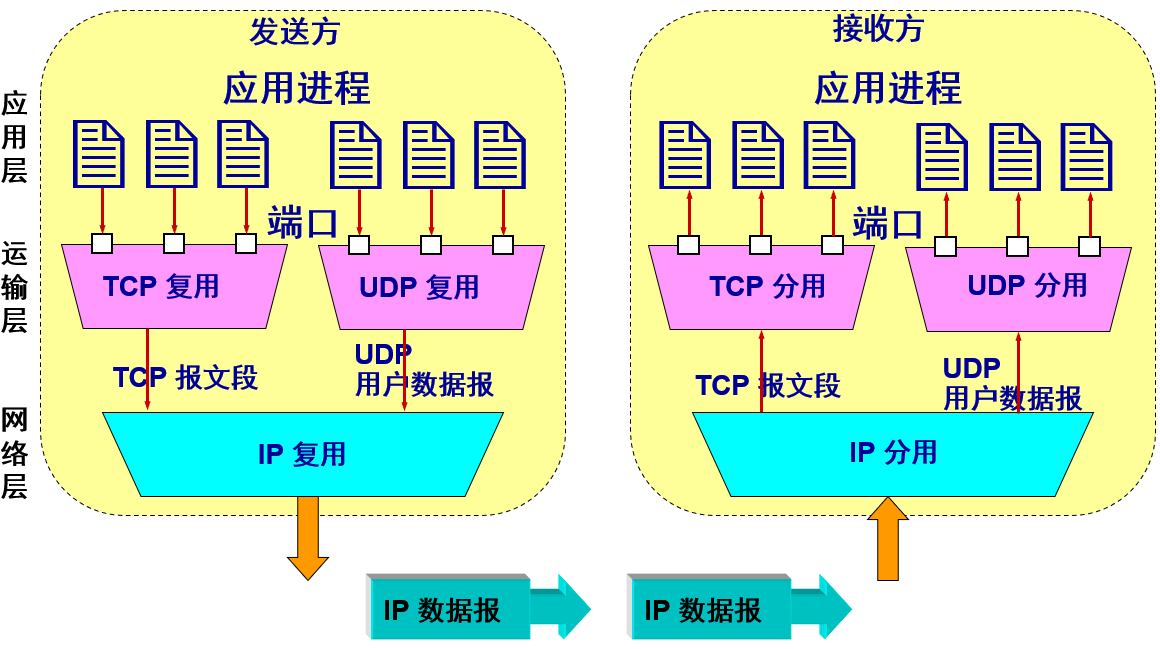 发送方
应用进程
应用层
端口
运输层
TCP 复用
UDP 复用
TCP 报文段
UDP
用户数据报
网络层
IP 复用
接收方
应用进程
端口
TCP 分用
UDP 分用
TCP 报文段
UDP
用户数据报
IP 分用
IP 数据报
IP 数据报